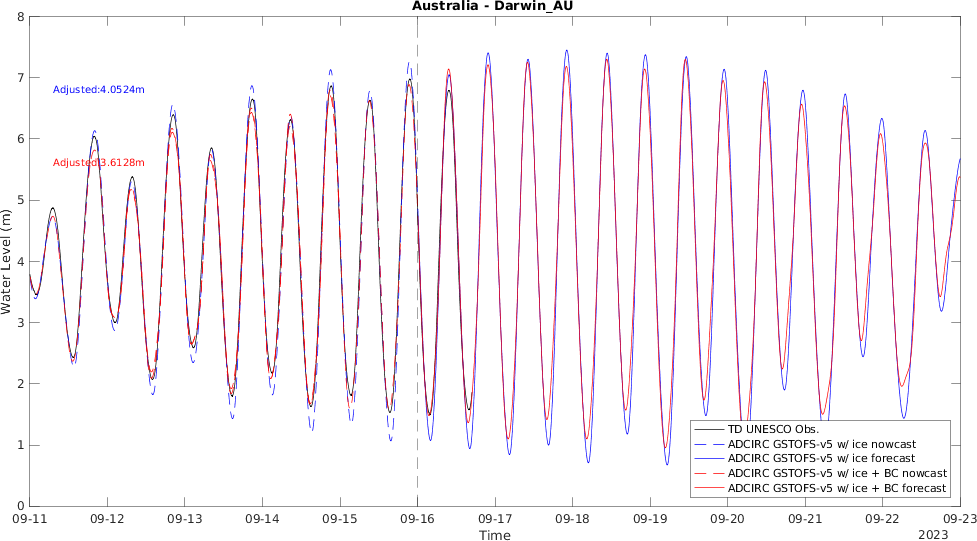 Australia - Darwin_AU
8
7
6
5
4
3
2
1
0
Water Level (m)
Adjusted:4.0524m
Adjusted:3.6128m
TD UNESCO Obs.
ADCIRC GSTOFS-v5 w/ ice nowcast
ADCIRC GSTOFS-v5 w/ ice forecast
ADCIRC GSTOFS-v5 w/ ice + BC nowcast
ADCIRC GSTOFS-v5 w/ ice + BC forecast
09-11 09-12 09-13 09-14 09-15 09-16 09-17 09-18 09-19 09-20 09-21 09-22 09-23
Time
2023